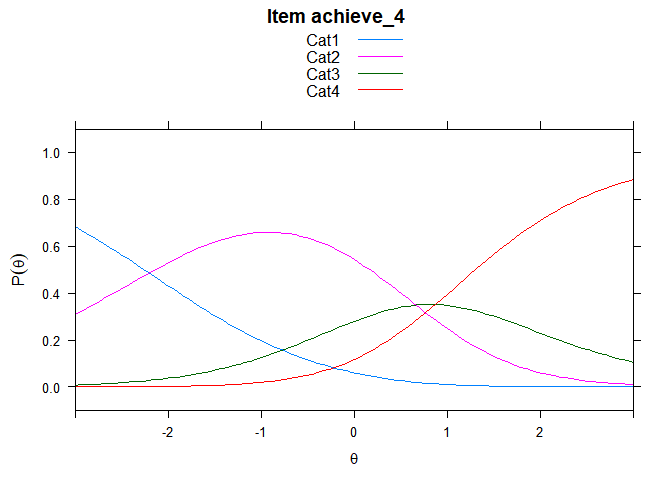 Item achieve_4
Cat1
Cat2
Cat3
Cat4
1.0
0.8
0.6
0.4
0.2
0.0
P(θ)
-2 -1 0 1 2
θ